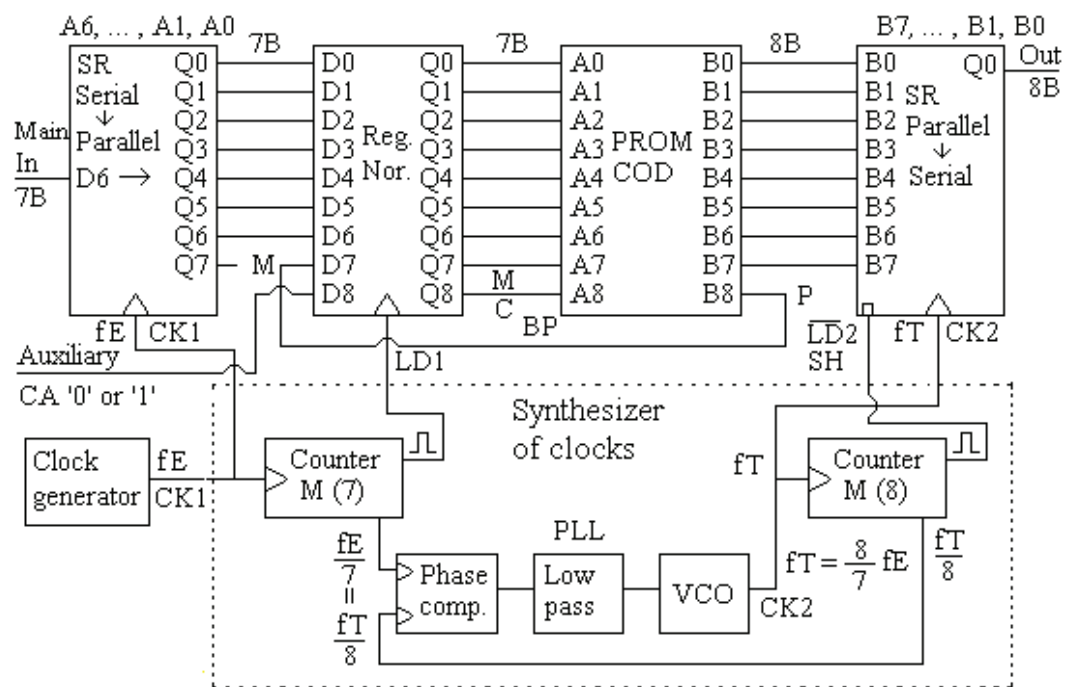 A6, ... , A1, A0
7B
7B
8B
B7, ... , B1, B0
SR
Serial
↓
Parallel
D6 →
Main
In
7B
Q0
Q1
Q2
Q3
Q4
Q5
Q6
Q7
M
fE
CK1
D0
D1
D2
D3
D4
D5
D6
D7
D8
Reg.
Nor.
Q0
Q1
Q2
Q3
Q4
Q5
Q6
Q7
Q8
LD1
M
C
BP
A0
A1
A2
A3
A4
A5
A6
A7
A8
PROM
COD
B0
B1
B2
B3
B4
B5
B6
B7
B8
P
B0
B1
B2
B3
B4
B5
B6
B7
SR
Parallel
↓
Serial
Q0
Out
8B
LD2
SH
fT
CK2
Auxiliary
CA '0' or '1'
Synthesizer
of clocks
Clock
generator
fE
CK1
Counter
M (7)
fT
Counter
M (8)
fE
7
=
fT
8
Phase
comp.
PLL
Low
pass
VCO
CK2
fT = 8/7 fE
fT
8